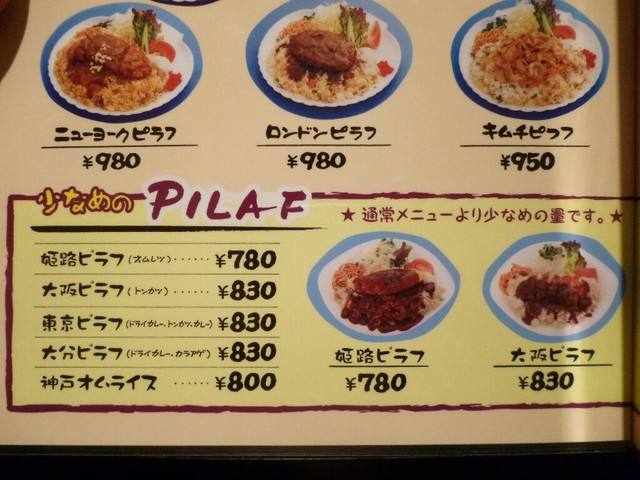 ニューヨークピラフ ロンドンピラフ キムチピラフ
¥980 ¥980 ¥950
少なめの PILAF ★通常メニューより少なめの量です。★
姫路ピラフ(オムレツ)······¥780
大阪ピラフ(トンカツ)······¥830
東京ピラフ(ドライカレー、トンカツ、カレー) ¥830
大分ピラフ(ドライカレー、カラアゲ) ¥830
神戸オムライス ······¥800
姫路ピラフ 大阪ピラフ
¥780 ¥830